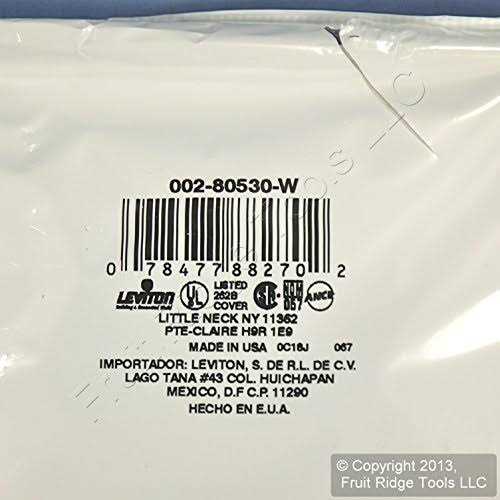 002-80530-W
0 78477 88270 2
LEVITON
UL LISTED 262B COVER
NOM 057
ANCE
LITTLE NECK NY 11362
PTE-CLAIRE H9R 1E9
MADE IN USA 0C18J 067
IMPORTADOR: LEVITON, S. DE R.L. DE C.V.
LAGO TANA #43 COL. HUICHAPAN
MEXICO, D.F C.P. 11290
HECHO EN E.U.A.
© Copyright 2013,
Fruit Ridge Tools LLC